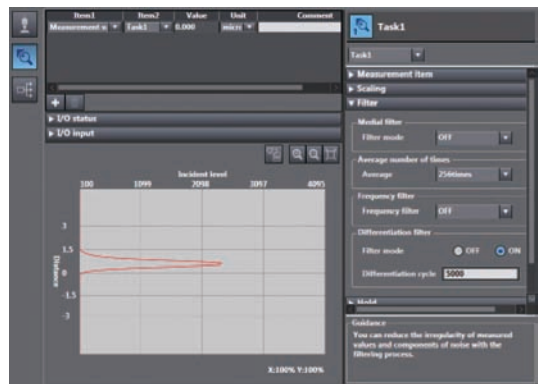 Item1 Item2 Value Unit Comment
Task1 0.000 micro
I/O status
I/O input
Incident level
100 1099 2098 3097 4095
3
1.5
Distance
0
-1.5
-3
X:100% Y:100%
Task1
Task1
Measurement item
Scaling
Filter
Medial filter
Filter mode OFF
Average number of times
Average 256times
Frequency filter
Frequency filter OFF
Differentiation filter
Filter mode OFF ON
Differentiation cycle 5000
Hold
Guidance
You can reduce the irregularity of measured
values and components of noise with the
filtering process.